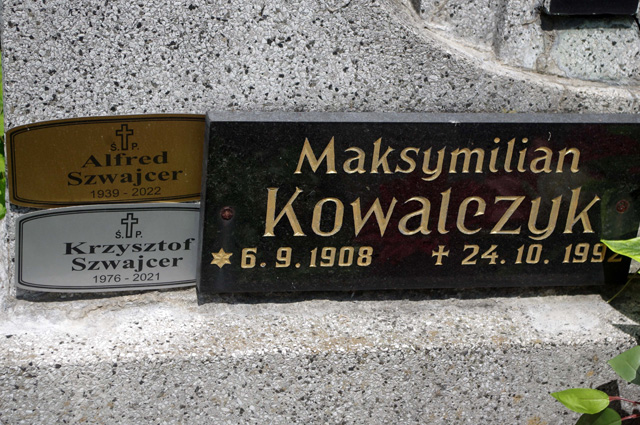 Ś. P.
Alfred
Szwajcer
1939 - 2022
Ś. P.
Krzysztof
Szwajcer
1976 - 2021
Maksymilian
Kowalczyk
6. 9. 1908 24. 10. 1992